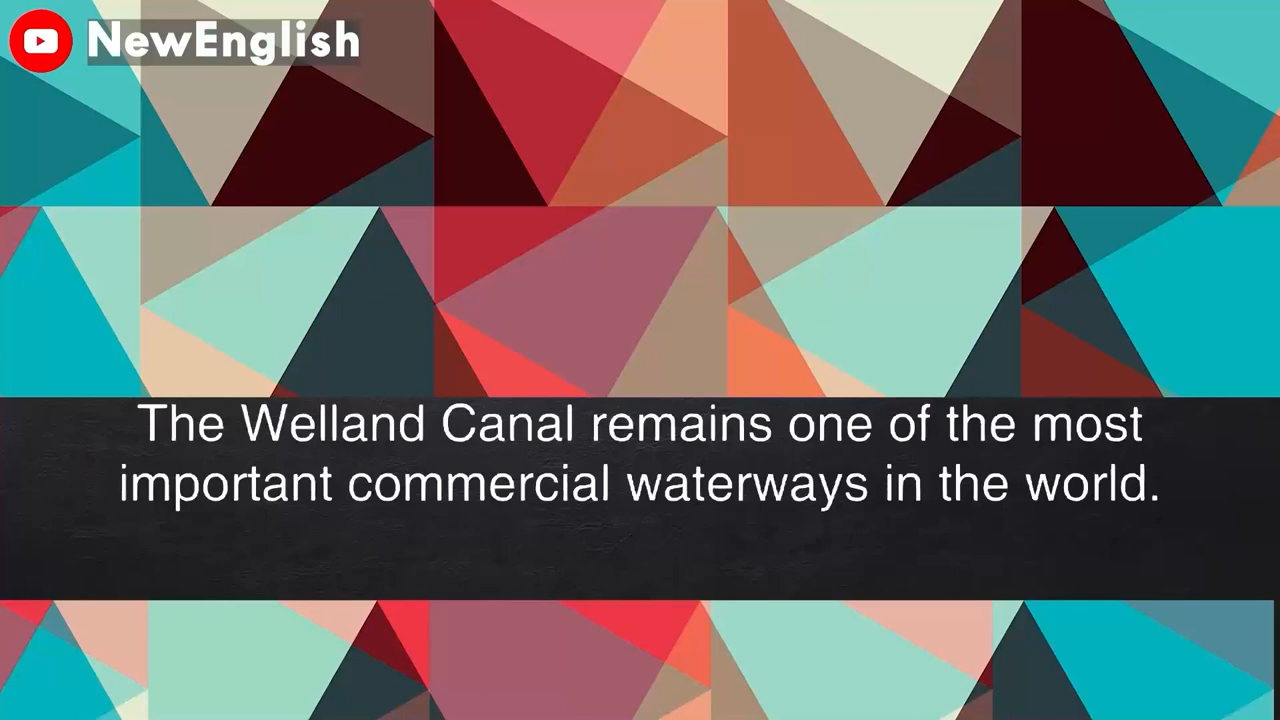 NewEnglish
The Welland Canal remains one of the most
important commercial waterways in the world.